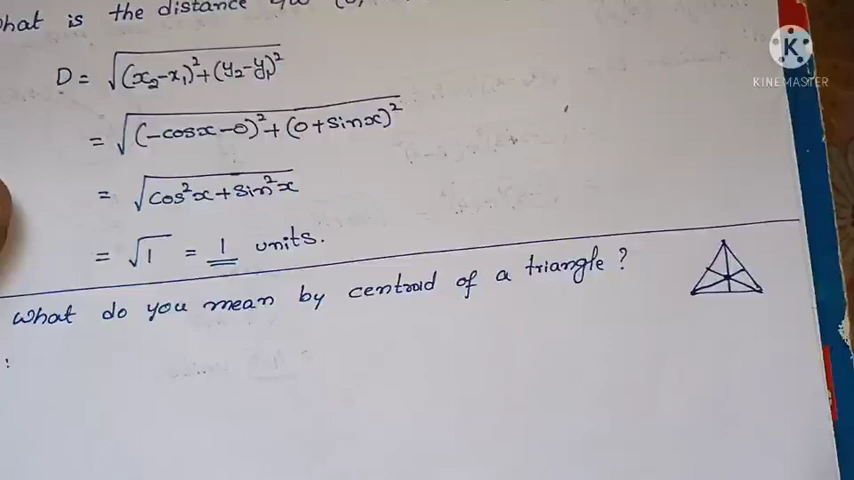 what is the distance
D = √(x₂-x₁)²+(y₂-y₁)²
= √(-cosx-0)²+(0+sinx)²
= √cos²x+sin²x
= √1 = 1 units.
what do you mean by centroid of a triangle ?
:
K
KINEMASTER